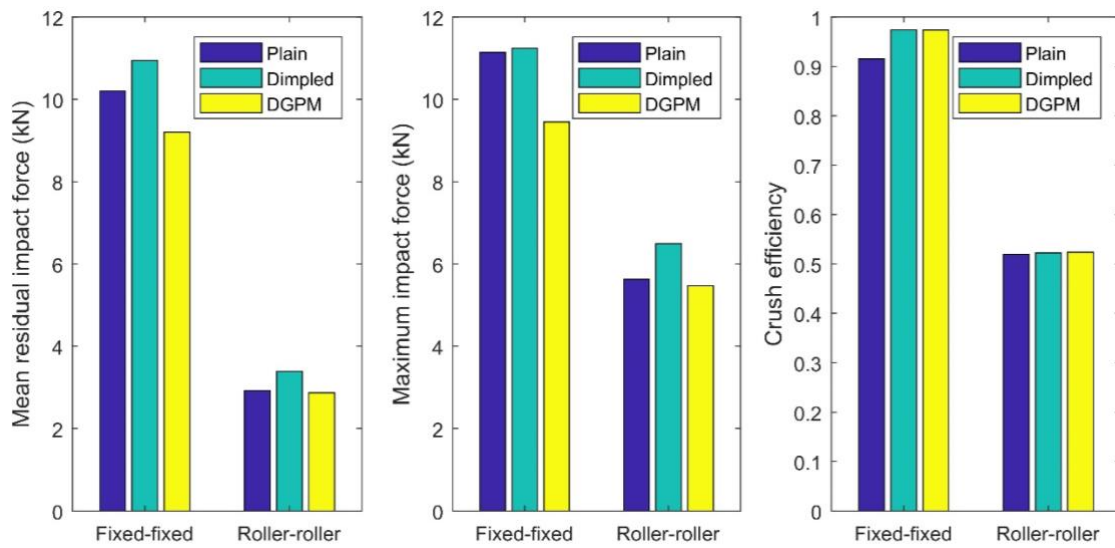 Mean residual impact force (kN)
12
10
8
6
4
2
0
Plain
Dimpled
DGPM
Fixed-fixed Roller-roller
Maximum impact force (kN)
12
10
8
6
4
2
0
Plain
Dimpled
DGPM
Fixed-fixed Roller-roller
Crush efficiency
1
0.9
0.8
0.7
0.6
0.5
0.4
0.3
0.2
0.1
0
Plain
Dimpled
DGPM
Fixed-fixed Roller-roller